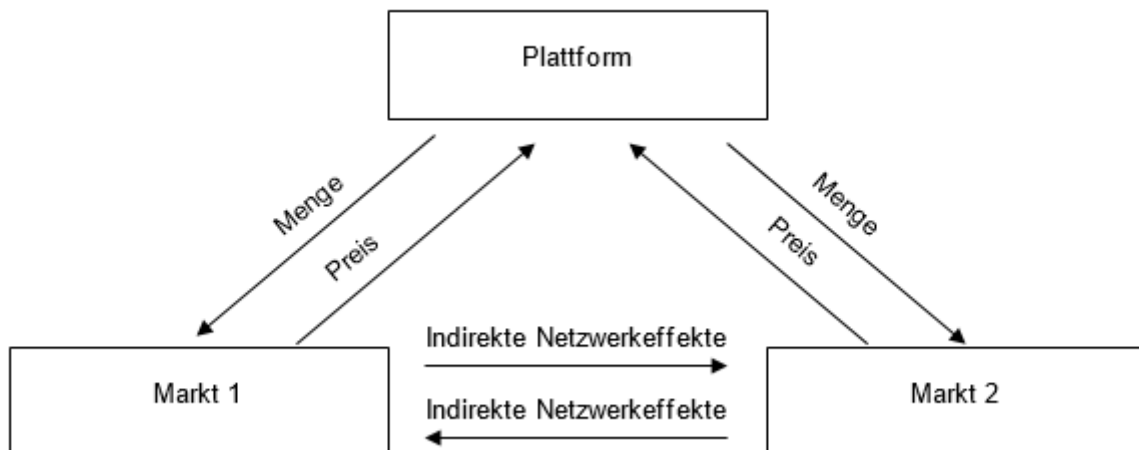 Plattform
Menge
Preis
Menge
Preis
Indirekte Netzwerkeffekte
Markt 1
Markt 2
Indirekte Netzwerkeffekte